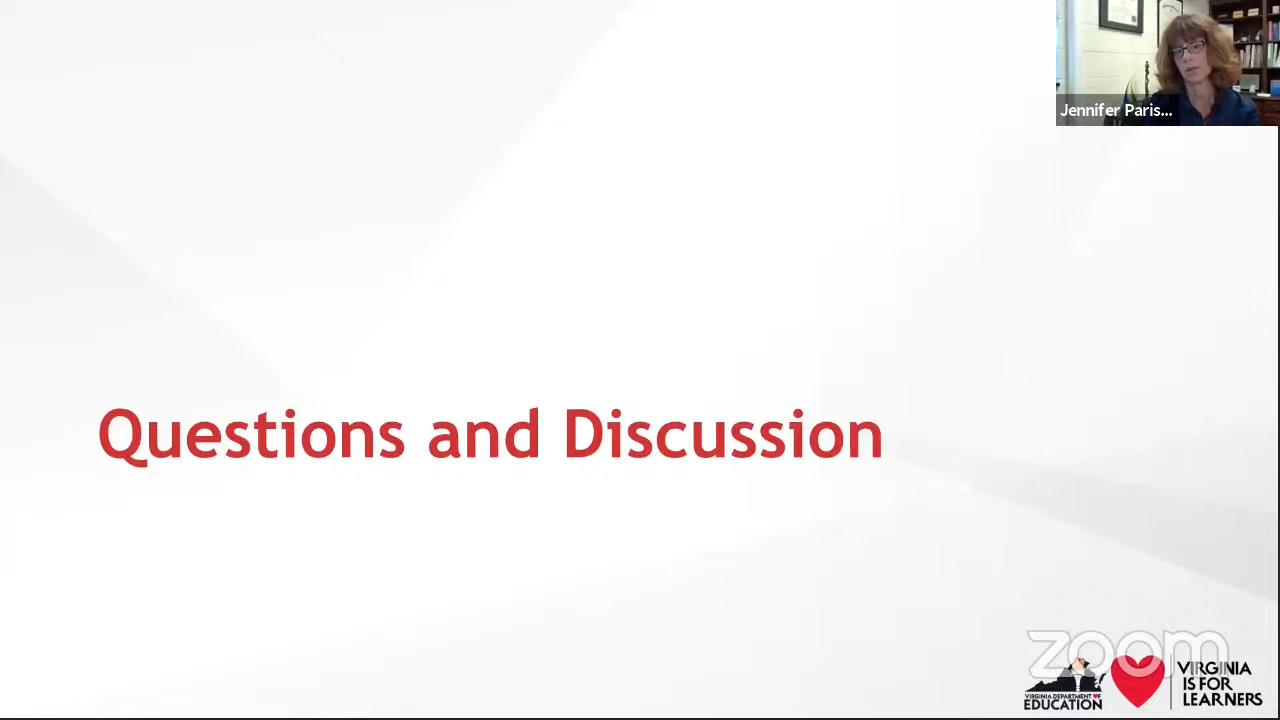 Jennifer Paris...
Questions and Discussion
zoom
VIRGINIA DEPARTMENT OF
EDUCATION
VIRGINIA
IS FOR
LEARNERS